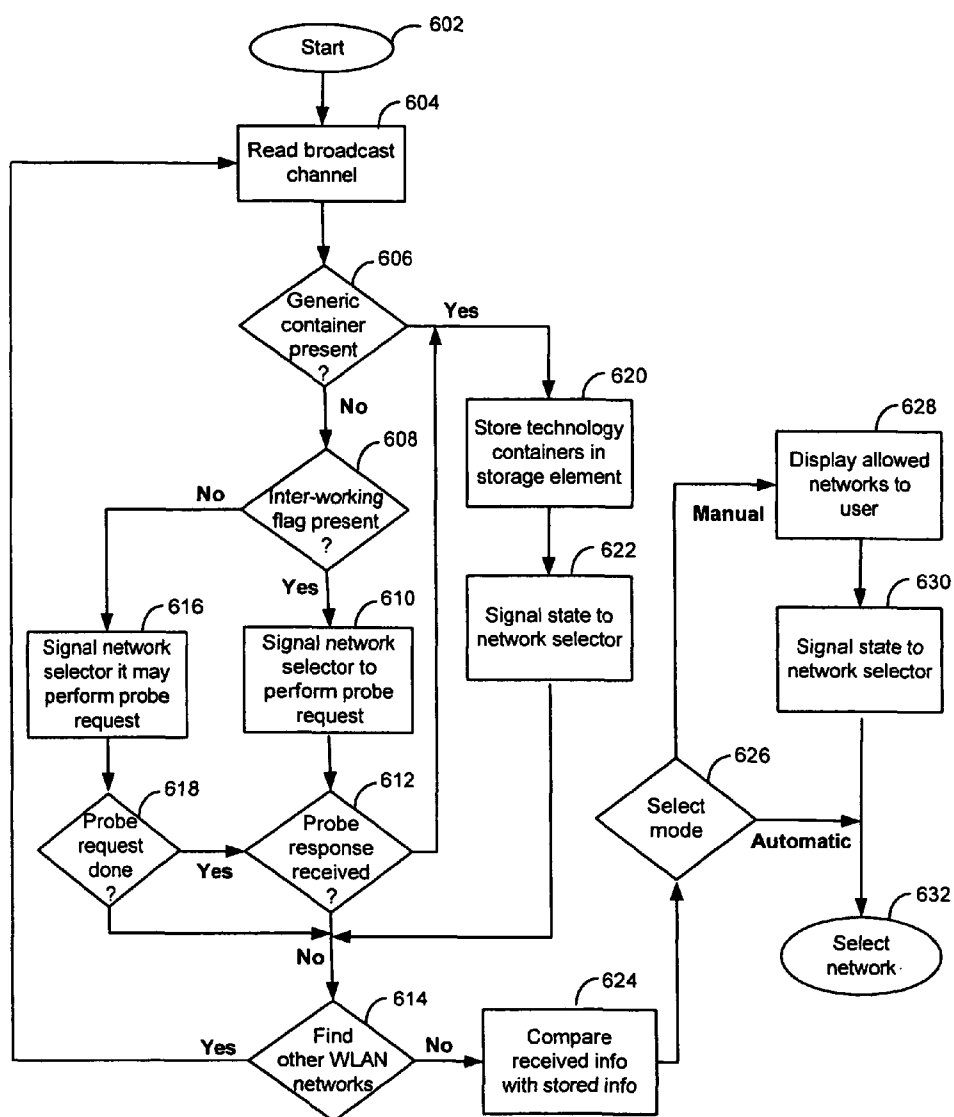 602
Start
604
Read broadcast
channel
606
Generic
container
present
?
Yes
No
608
Inter-working
flag present
?
No
Yes
616
Signal network
selector it may
perform probe
request
610
Signal network
selector to
perform probe
request
618
Probe
request
done
?
Yes
612
Probe
response
received
?
No
614
Find
other WLAN
networks
Yes
No
620
Store technology
containers in
storage element
622
Signal state to
network selector
624
Compare
received info
with stored info
626
Select
mode
Manual
Automatic
628
Display allowed
networks to
user
630
Signal state to
network selector
632
Select
network